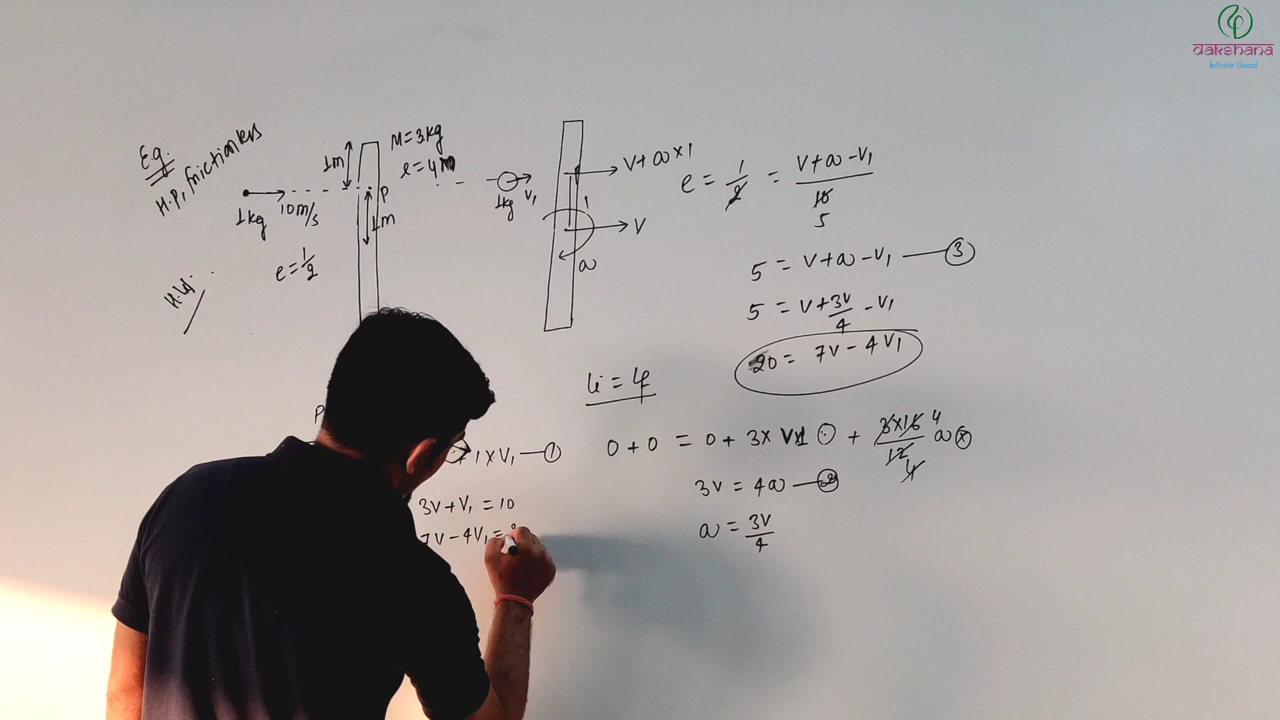 dakshana
Infinite Good
Eg.
H.P, frictionless
1m
M=3kg
l=4m
1kg
10m/s
P
1m
e=1/2
H.W:
1kg
V₁
V+ω×1
1
V
ω
e = 1/2 = V+ω-V₁/10
5
5 = V+ω-V₁ — ③
5 = V+3V/4-V₁
20 = 7V-4V₁
Li = Lf
0+0 = 0+3×V×1 ⊙ + 3×16/12 ω ⊗
4
4
3V = 4ω — ②
ω = 3V/4
P
+1×V₁ — ①
3V+V₁ = 10
7V-4V₁ =